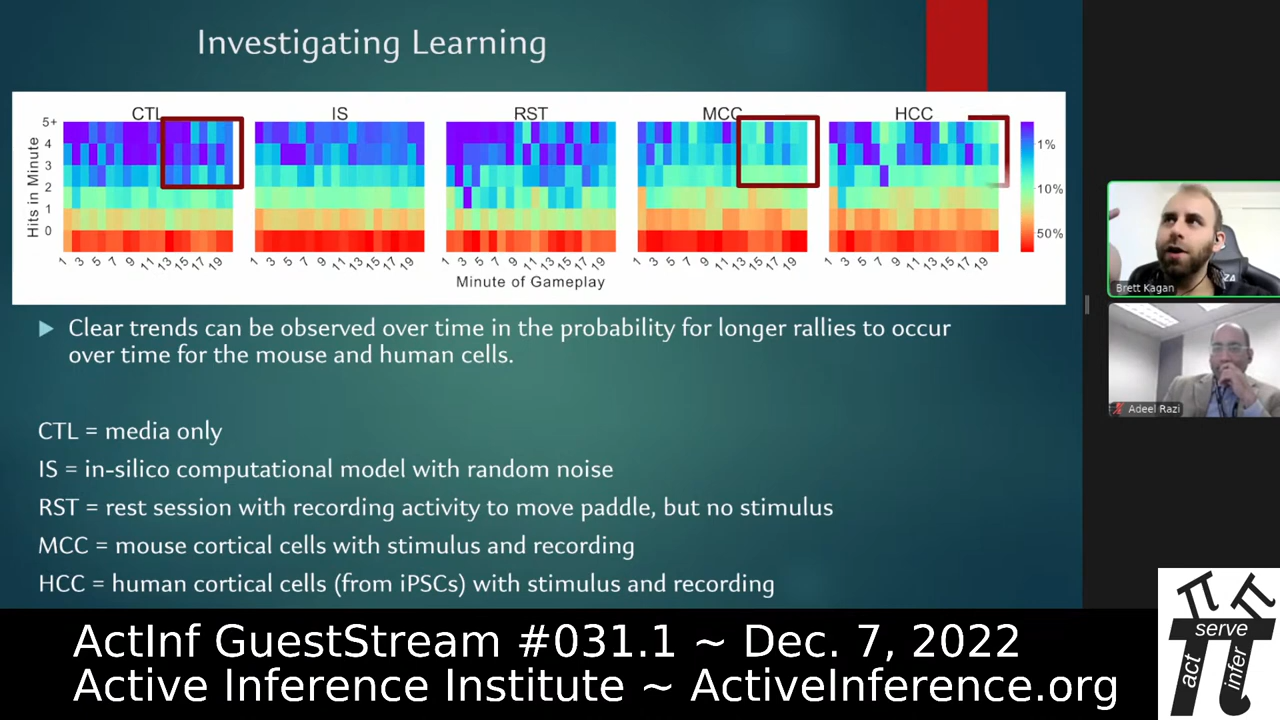 Investigating Learning
CTL
IS
RST
MCC
HCC
Hits in Minute
5+
4
3
2
1
0
1%
10%
50%
1 3 5 7 9 11 13 15 17 19
1 3 5 7 9 11 13 15 17 19
1 3 5 7 9 11 13 15 17 19
1 3 5 7 9 11 13 15 17 19
1 3 5 7 9 11 13 15 17 19
Minute of Gameplay
Clear trends can be observed over time in the probability for longer rallies to occur
over time for the mouse and human cells.
CTL = media only
IS = in-silico computational model with random noise
RST = rest session with recording activity to move paddle, but no stimulus
MCC = mouse cortical cells with stimulus and recording
HCC = human cortical cells (from iPSCs) with stimulus and recording
Brett Kagan
Adeel Razi
ActInf GuestStream #031.1 ~ Dec. 7, 2022
Active Inference Institute ~ ActiveInference.org
π π
serve
act
infer